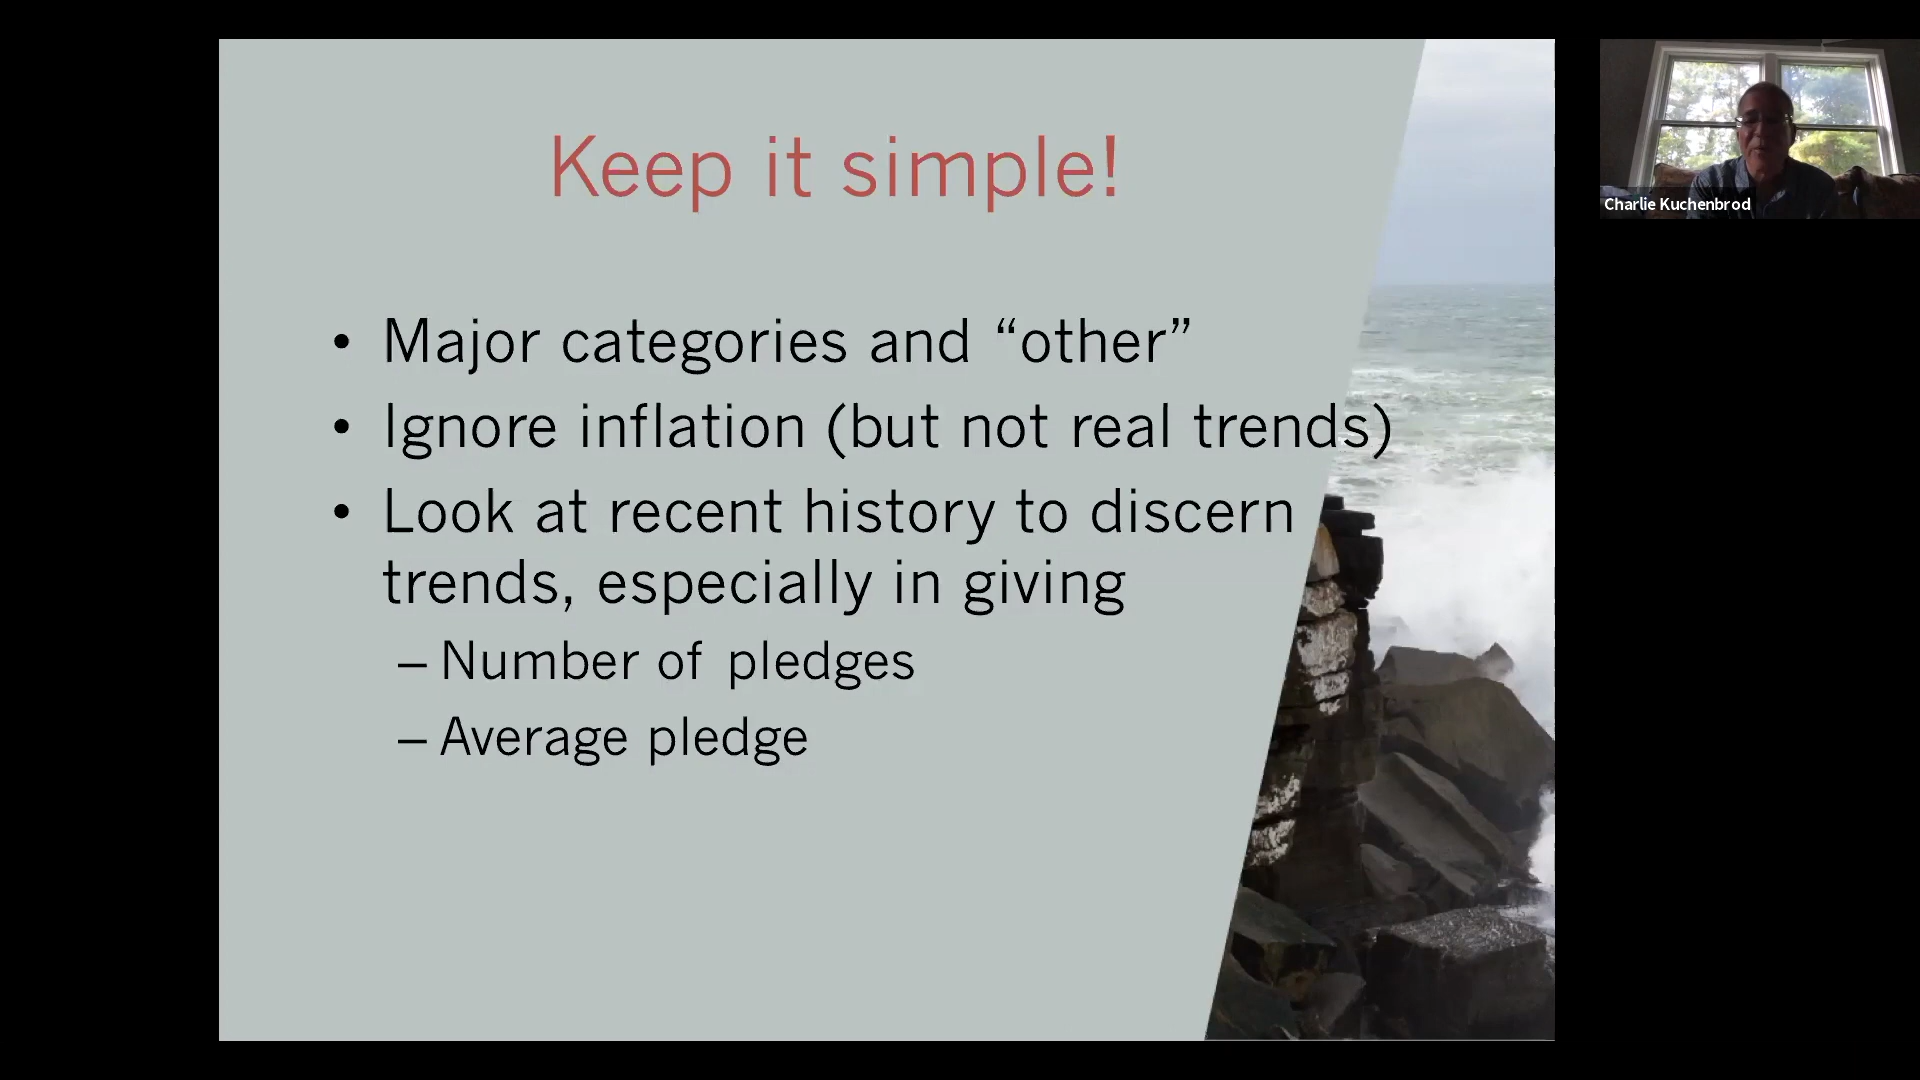 Keep it simple!
• Major categories and “other”
• Ignore inflation (but not real trends)
• Look at recent history to discern
trends, especially in giving
– Number of pledges
– Average pledge
Charlie Kuchenbrod